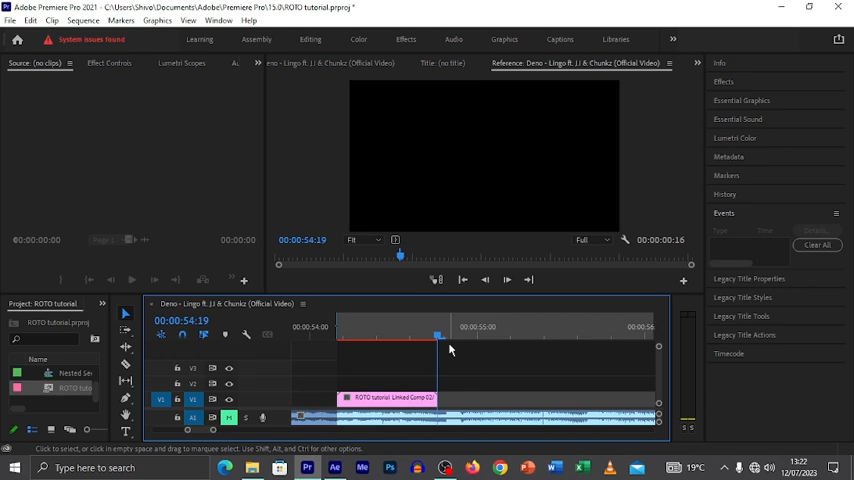 Adobe Premiere Pro 2021 - C:\Users\Shivo\Documents\Adobe\Premiere Pro\15.0\ROTO tutorial.prproj *
File Edit Clip Sequence Markers Graphics View Window Help
System issues found Learning Assembly Editing Color Effects Audio Graphics Captions Libraries
Source: (no clips) Effect Controls Lumetri Scopes Au eno - Lingo ft. J.I & Chunkz (Official Video) Title: (no title) Reference: Deno - Lingo ft. J.I & Chunkz (Official Video)
Info
Effects
Essential Graphics
Essential Sound
Lumetri Color
Metadata
Markers
History
Events
Type Time Details...
Clear All
Legacy Title Properties
Legacy Title Styles
Legacy Title Tools
Legacy Title Actions
Timecode
00:00:00:00 Page 1 00:00:00
00:00:54:19 Fit Full 00:00:00:16
Project: ROTO tutorial
ROTO tutorial.prproj
Name
Nested Se
ROTO tuto
Deno - Lingo ft. J.I & Chunkz (Official Video)
00:00:54:19
00:00:54:00 00:00:55:00 00:00:56
V3
V2
V1 V1 ROTO tutorial Linked Comp 02/
A1 A1 M S
S S
Click to select, or click in empty space and drag to marquee select. Use Shift, Alt, and Ctrl for other options.
Type here to search
19°C
13:22
12/07/2023